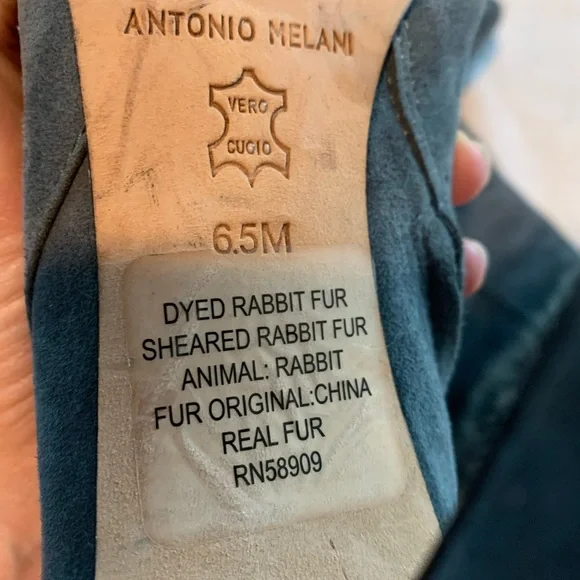 ANTONIO MELANI
VERO
CUOIO
6.5M
DYED RABBIT FUR
SHEARED RABBIT FUR
ANIMAL: RABBIT
FUR ORIGINAL:CHINA
REAL FUR
RN58909